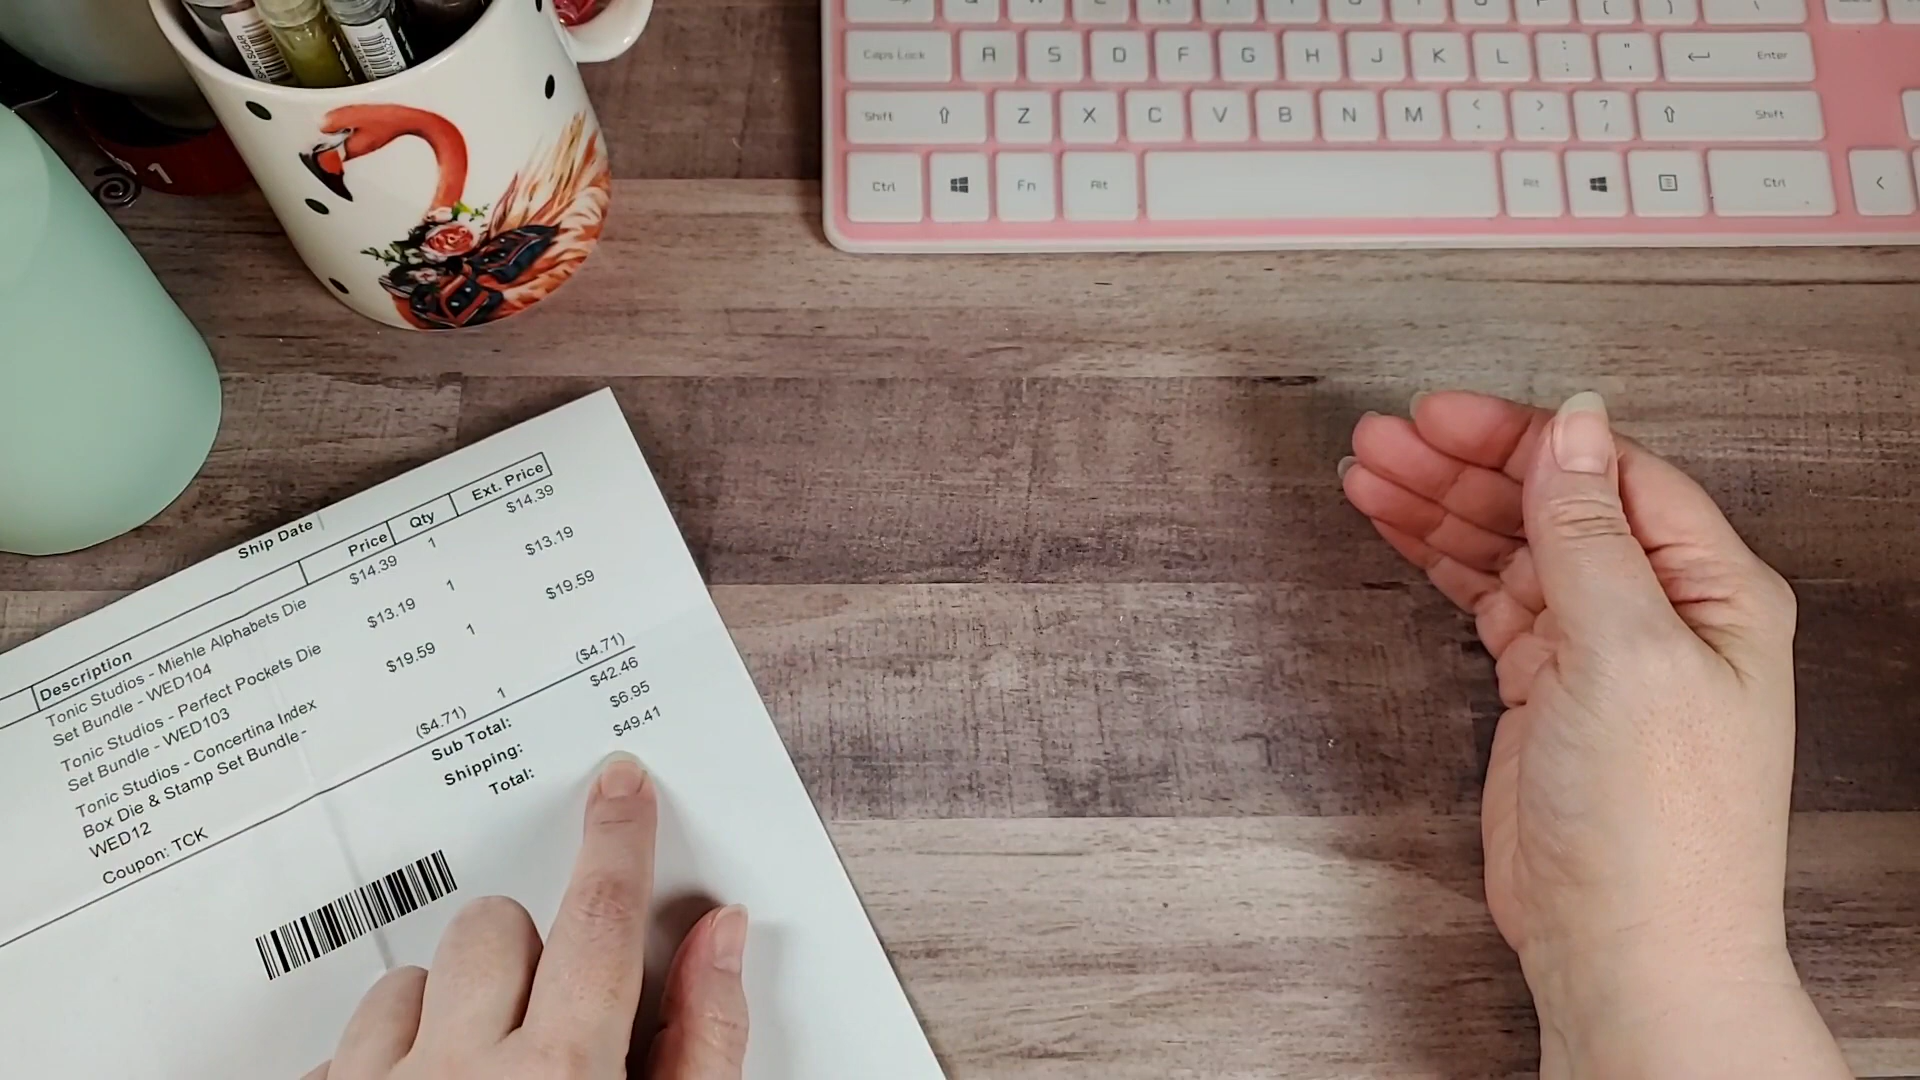 Ship Date
Description Price Qty Ext. Price
Tonic Studios - Miehle Alphabets Die $14.39 1 $14.39
Set Bundle - WED104
Tonic Studios - Perfect Pockets Die $13.19 1 $13.19
Set Bundle - WED103
Tonic Studios - Concertina Index $19.59 1 $19.59
Box Die & Stamp Set Bundle -
WED12
Coupon: TCK ($4.71) 1 ($4.71)
Sub Total: $42.46
Shipping: $6.95
Total: $49.41
Caps Lock A S D F G H J K L : ; " ' Enter
Shift Z X C V B N M < , > . ? / Shift
Ctrl Fn Alt Alt Ctrl <
11